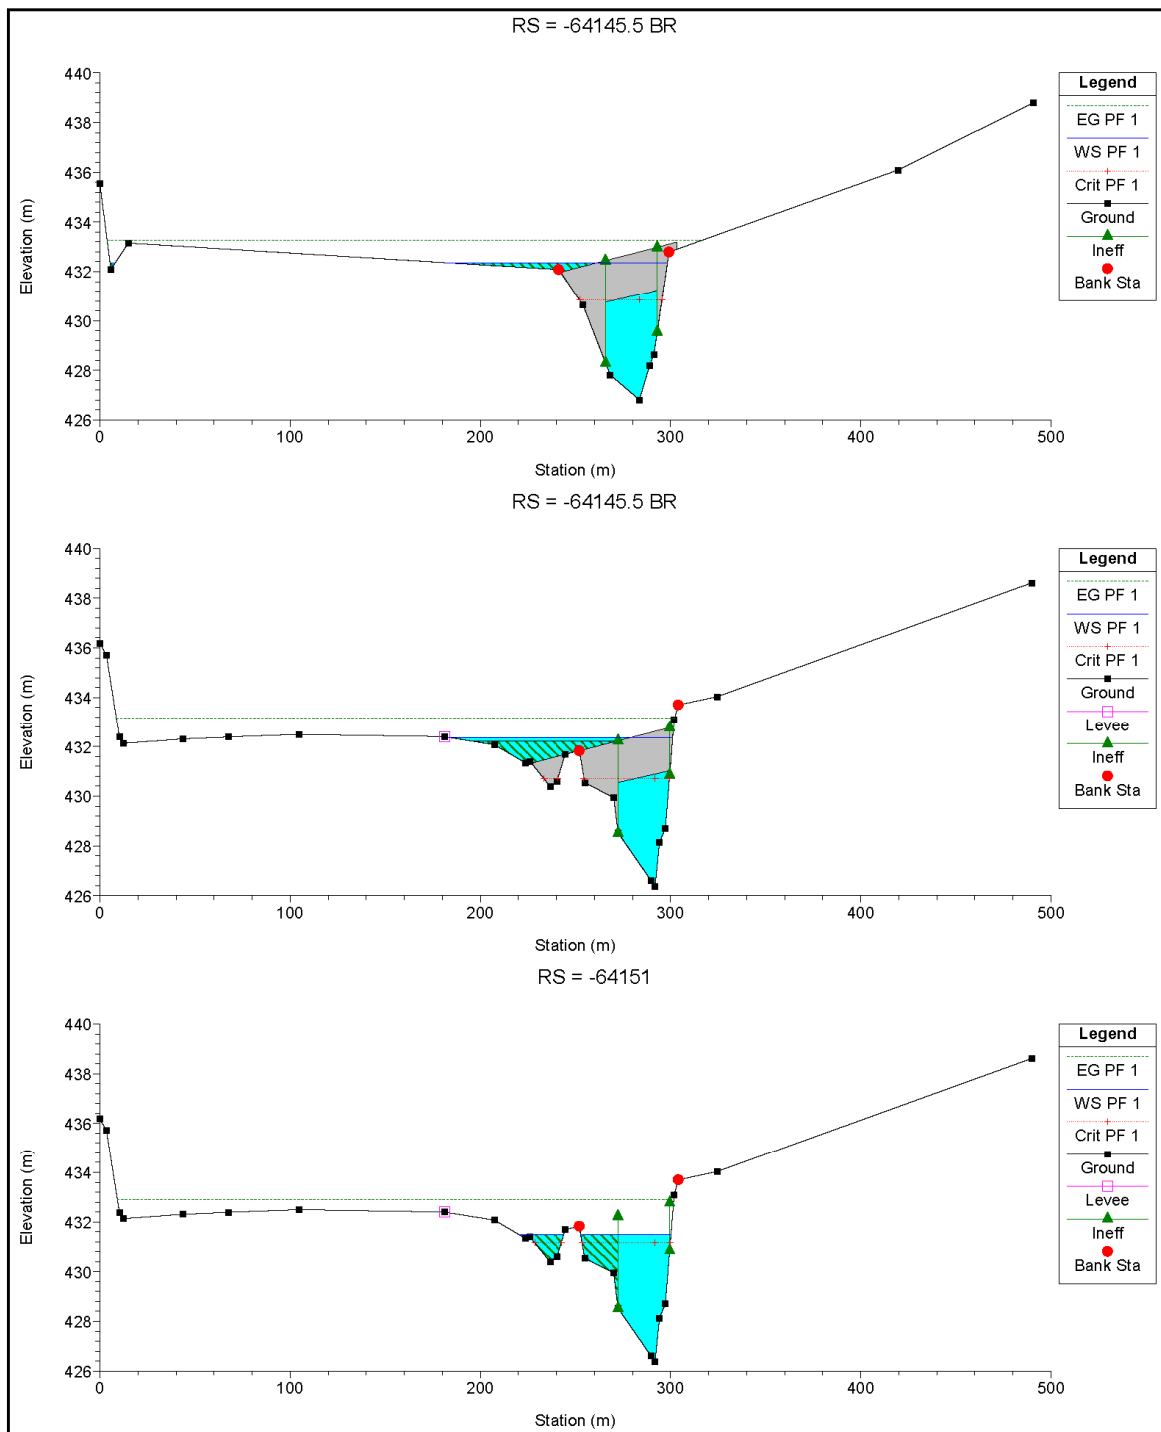 RS = -64145.5 BR
440
438
436
434
432
430
428
426
Elevation (m)
0
100
200
300
400
500
Station (m)
Legend
EG PF 1
WS PF 1
Crit PF 1
Ground
Ineff
Bank Sta
RS = -64145.5 BR
440
438
436
434
432
430
428
426
Elevation (m)
0
100
200
300
400
500
Station (m)
Legend
EG PF 1
WS PF 1
Crit PF 1
Ground
Levee
Ineff
Bank Sta
RS = -64151
440
438
436
434
432
430
428
426
Elevation (m)
0
100
200
300
400
500
Station (m)
Legend
EG PF 1
WS PF 1
Crit PF 1
Ground
Levee
Ineff
Bank Sta